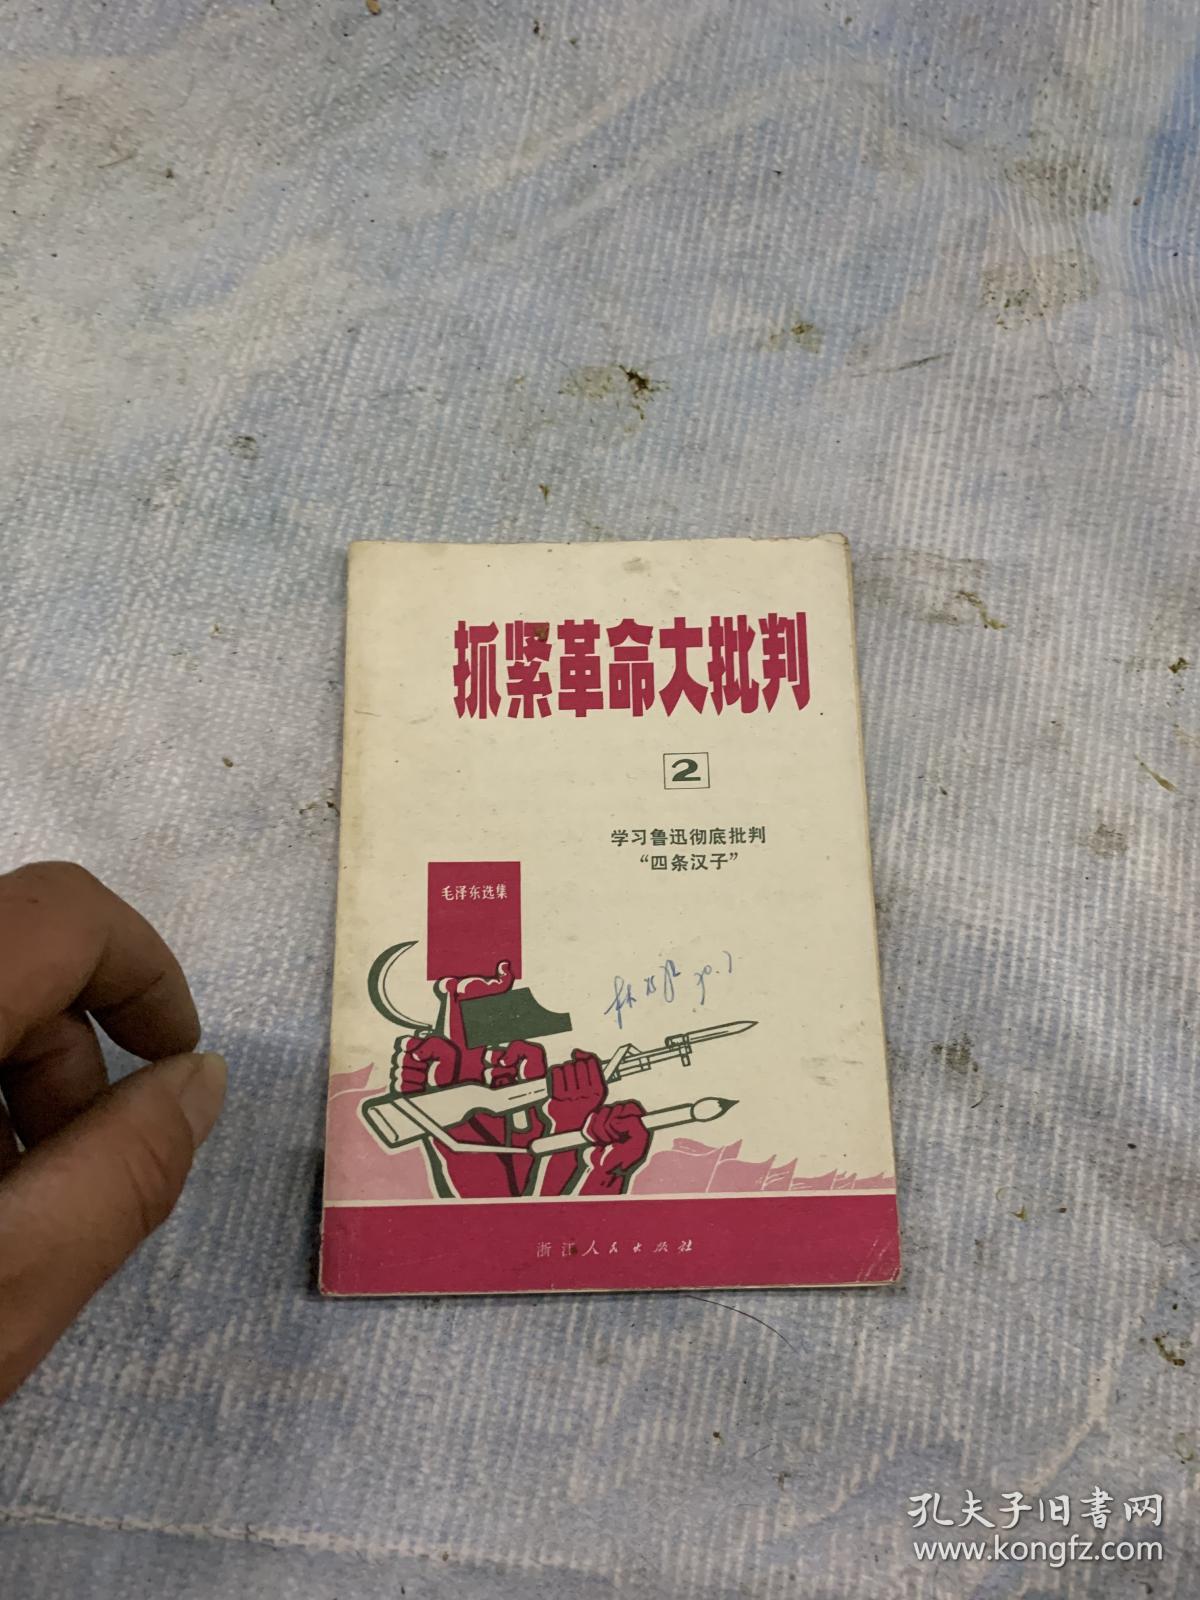 抓紧革命大批判
2
学习鲁迅彻底批判
“四条汉子”
毛泽东选集
浙江人民出版社
孔夫子旧書网
www.kongfz.com